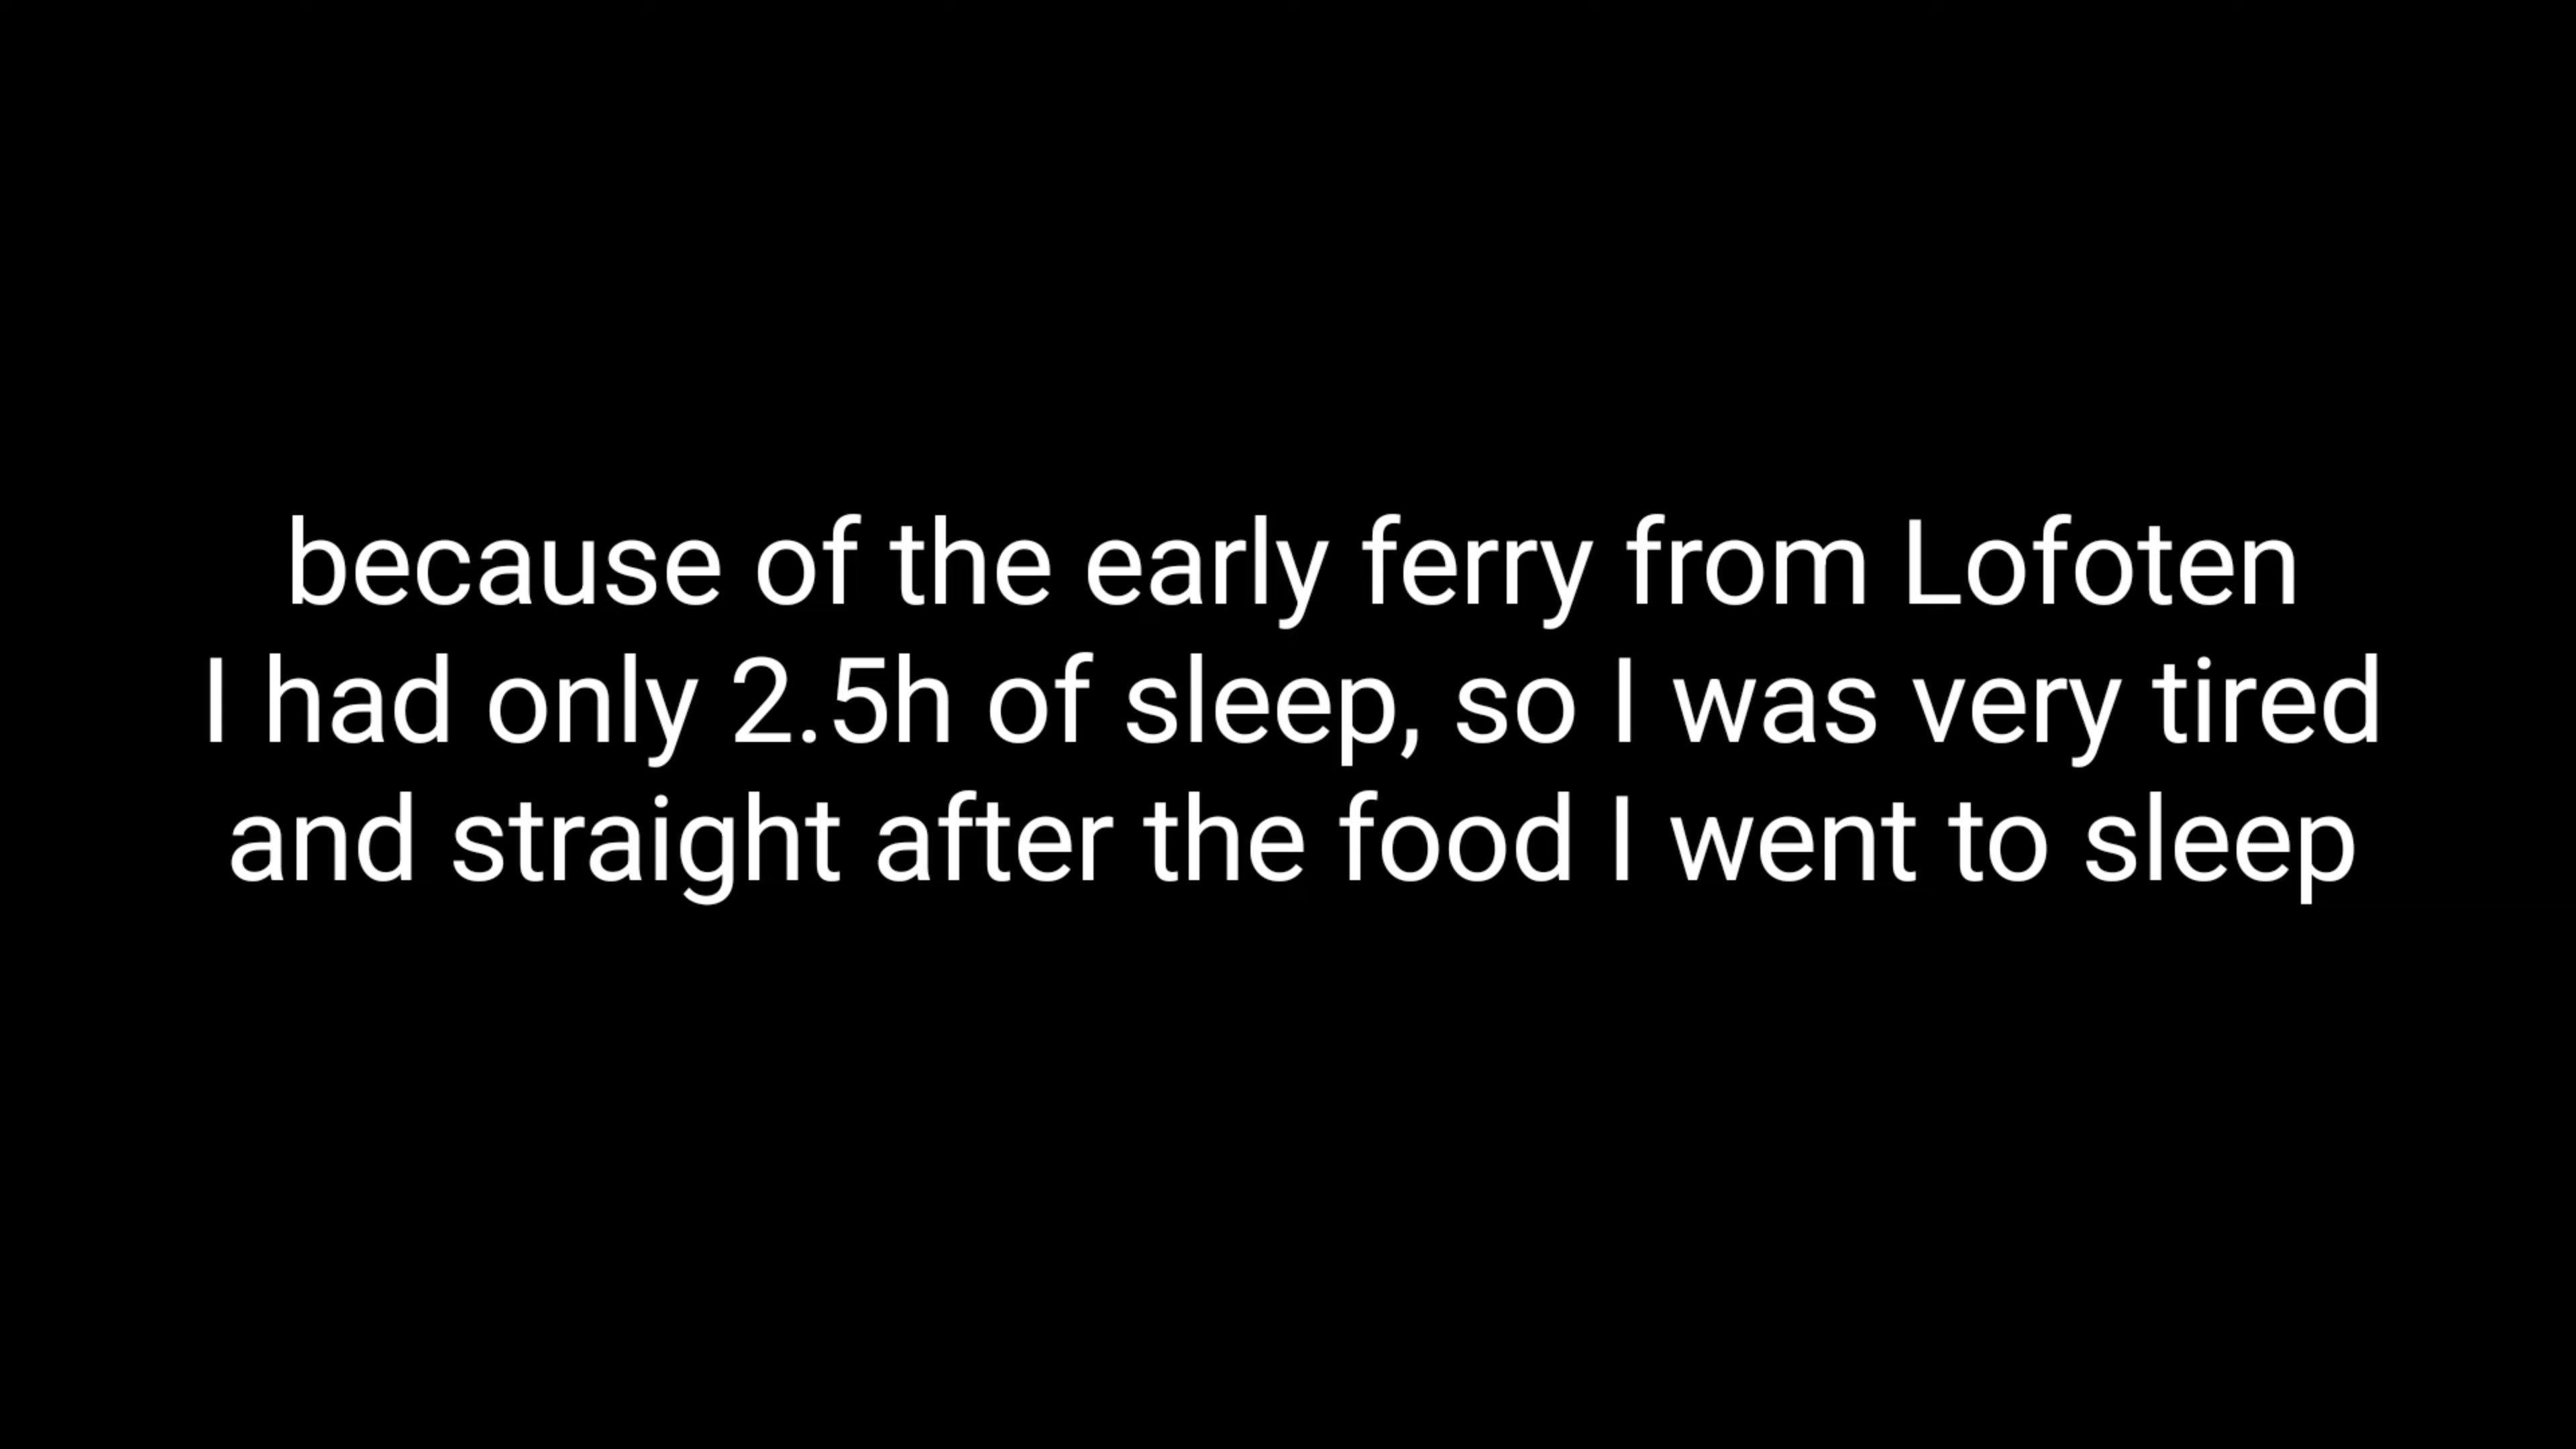 because of the early ferry from Lofoten
I had only 2.5h of sleep, so I was very tired
and straight after the food I went to sleep